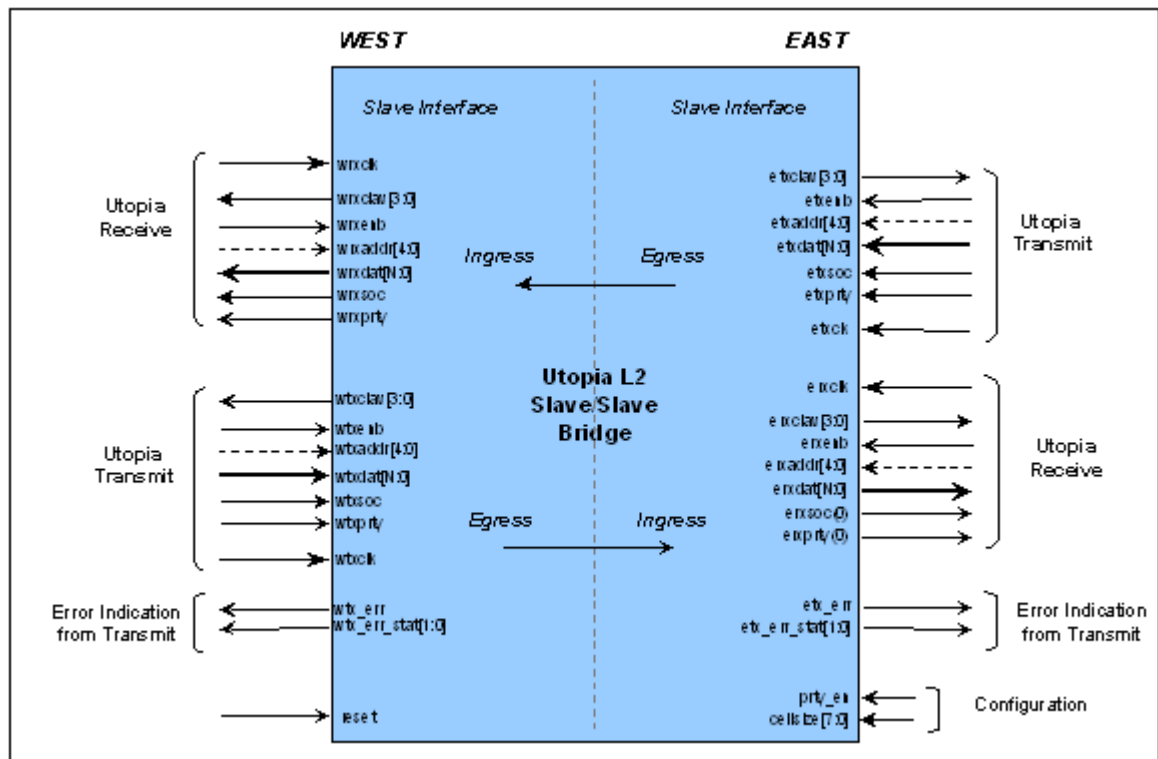 WEST
EAST
Slave Interface
Slave Interface
Utopia
Receive
wrxclk
wrxclav[3:0]
wrxenb
wrxaddr[4:0]
wrxdat[N:0]
wrxsoc
wrxprty
etxclav[3:0]
etxenb
etxaddr[4:0]
etxdat[N:0]
etxsoc
etxprty
etxclk
Utopia
Transmit
Ingress
Egress
Utopia L2
Slave/Slave
Bridge
Utopia
Transmit
wtxclav[3:0]
wtxenb
wtxaddr[4:0]
wtxdat[N:0]
wtxsoc
wtxprty
wtxclk
erxclk
erxclav[3:0]
erxenb
erxaddr[4:0]
erxdat[N:0]
erxsoc(0)
erxprty(0)
Utopia
Receive
Egress
Ingress
Error Indication
from Transmit
wtx_err
wtx_err_stat[1:0]
etx_err
etx_err_stat[1:0]
Error Indication
from Transmit
reset
prty_en
cellsize[7:0]
Configuration